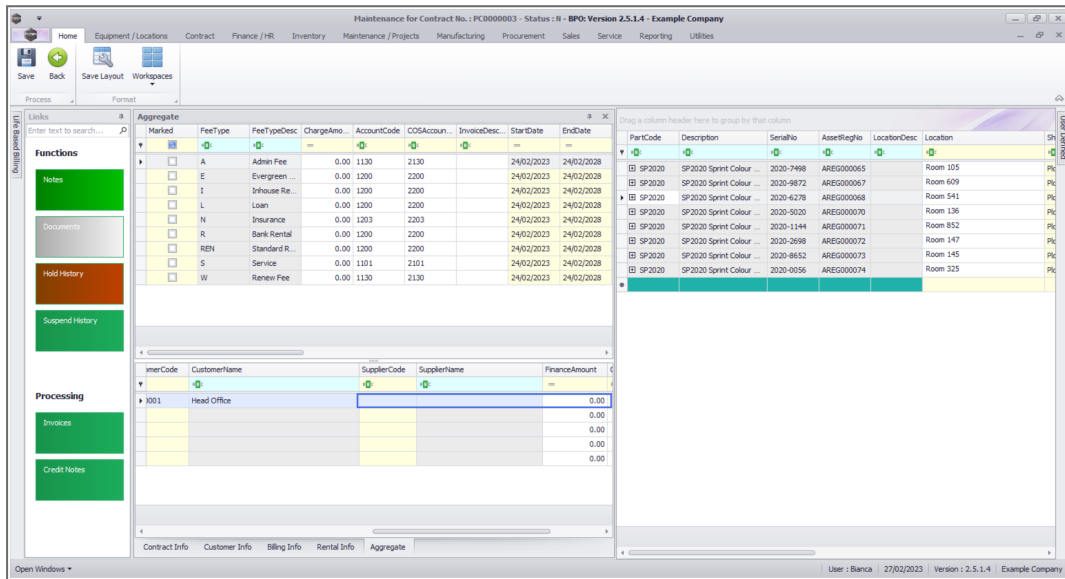 Maintenance for Contract No. : PC0000003 - Status : N - BPO: Version 2.5.1.4 - Example Company
Home Equipment / Locations Contract Finance / HR Inventory Maintenance / Projects Manufacturing Procurement Sales Service Reporting Utilities
Save Back Save Layout Workspaces
Process Format
Life Based Billing
Links
Enter text to search...
Functions
Notes
Documents
Hold History
Suspend History
Processing
Invoices
Credit Notes
Aggregate
Marked FeeType FeeTypeDesc ChargeAmo... AccountCode COSAccoun... InvoiceDesc... StartDate EndDate
A Admin Fee 0.00 1130 2130 24/02/2023 24/02/2028
E Evergreen ... 0.00 1200 2200 24/02/2023 24/02/2028
I Inhouse Re... 0.00 1200 2200 24/02/2023 24/02/2028
L Loan 0.00 1200 2200 24/02/2023 24/02/2028
N Insurance 0.00 1203 2203 24/02/2023 24/02/2028
R Bank Rental 0.00 1200 2200 24/02/2023 24/02/2028
REN Standard R... 0.00 1200 2200 24/02/2023 24/02/2028
S Service 0.00 1101 2101 24/02/2023 24/02/2028
W Renew Fee 0.00 1130 2130 24/02/2023 24/02/2028
merCode CustomerName SupplierCode SupplierName FinanceAmount
0001 Head Office 0.00
0.00
0.00
0.00
0.00
Contract Info Customer Info Billing Info Rental Info Aggregate
Drag a column header here to group by that column
PartCode Description SerialNo AssetRegNo LocationDesc Location Sh
SP2020 SP2020 Sprint Colour ... 2020-7498 AREG000065 Room 105
SP2020 SP2020 Sprint Colour ... 2020-9872 AREG000067 Room 609
SP2020 SP2020 Sprint Colour ... 2020-6278 AREG000068 Room 541
SP2020 SP2020 Sprint Colour ... 2020-5020 AREG000070 Room 136
SP2020 SP2020 Sprint Colour ... 2020-1144 AREG000071 Room 852
SP2020 SP2020 Sprint Colour ... 2020-2698 AREG000072 Room 147
SP2020 SP2020 Sprint Colour ... 2020-8652 AREG000073 Room 145
SP2020 SP2020 Sprint Colour ... 2020-0056 AREG000074 Room 325
User Defined
Open Windows
User : Bianca 27/02/2023 Version : 2.5.1.4 Example Company